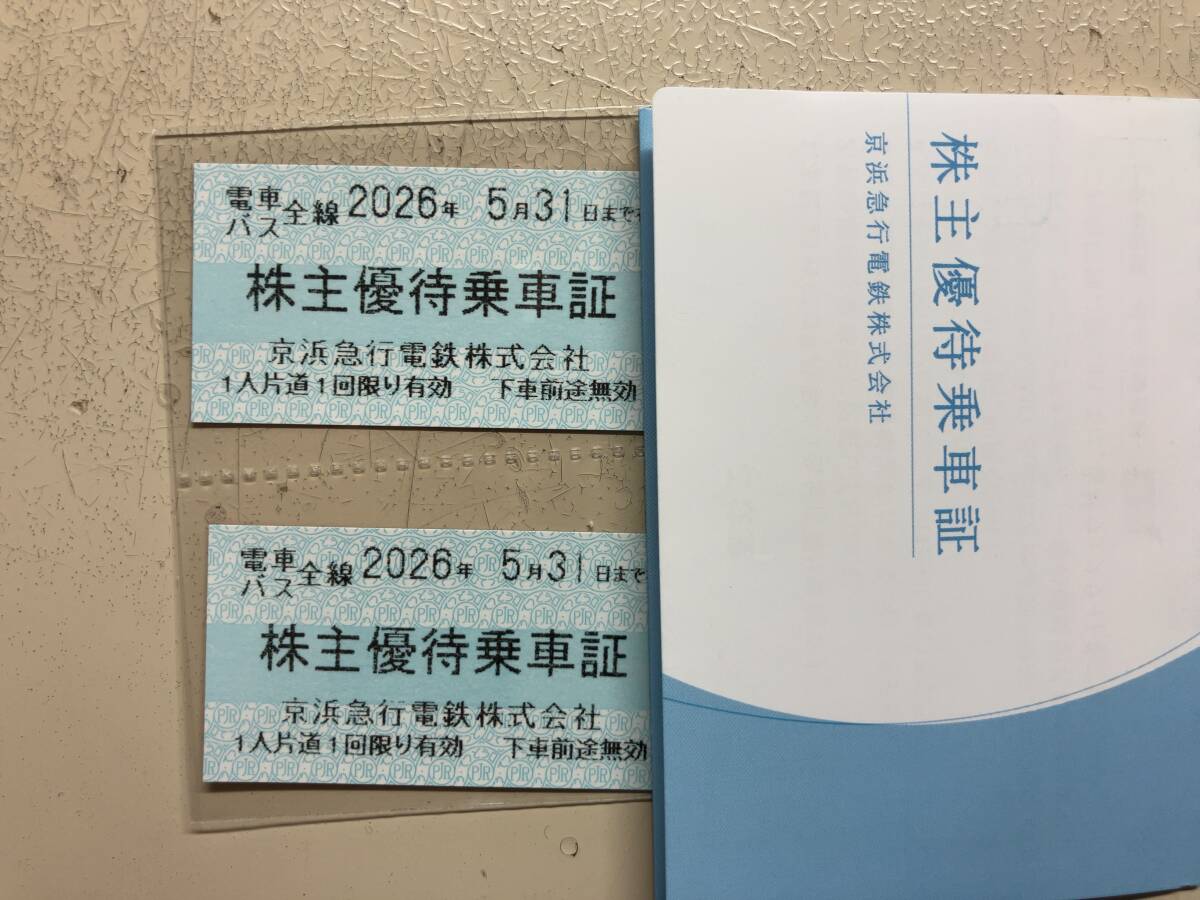 電車バス全線 2026年 5月31日まで
株主優待乗車証
京浜急行電鉄株式会社
1人片道1回限り有効 下車前途無効
電車バス全線 2026年 5月31日まで
株主優待乗車証
京浜急行電鉄株式会社
1人片道1回限り有効 下車前途無効
株主優待乗車証
京浜急行電鉄株式会社